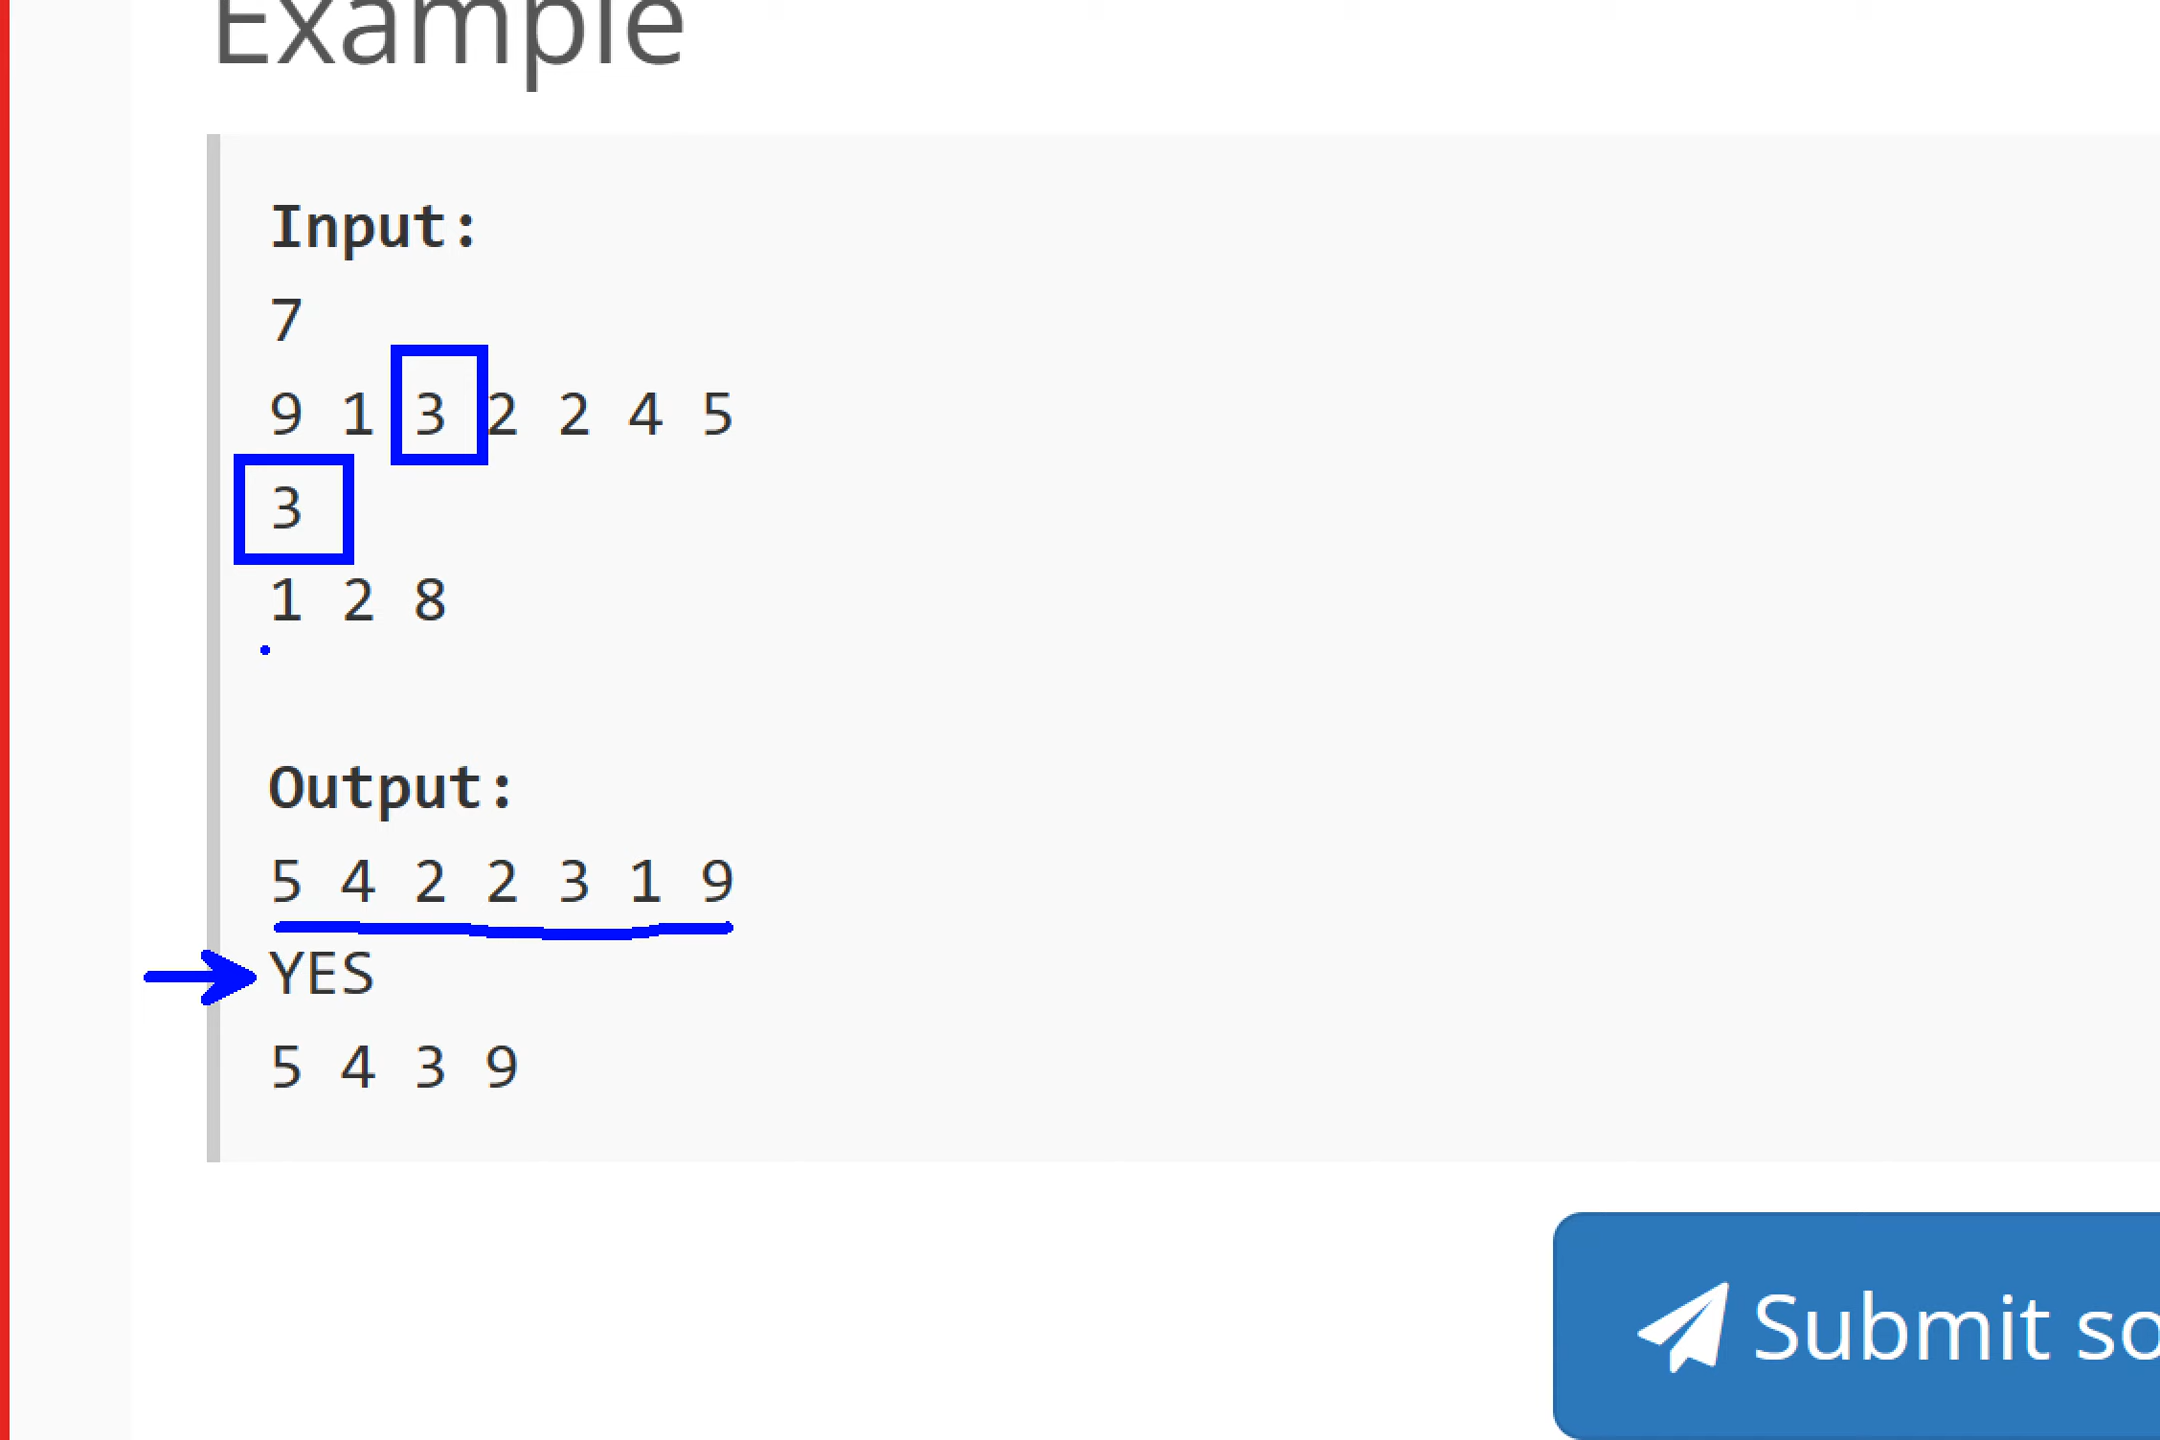 Example
Input:
7
9 1 3 2 2 4 5
3
1 2 8
Output:
5 4 2 2 3 1 9
YES
5 4 3 9
Submit so